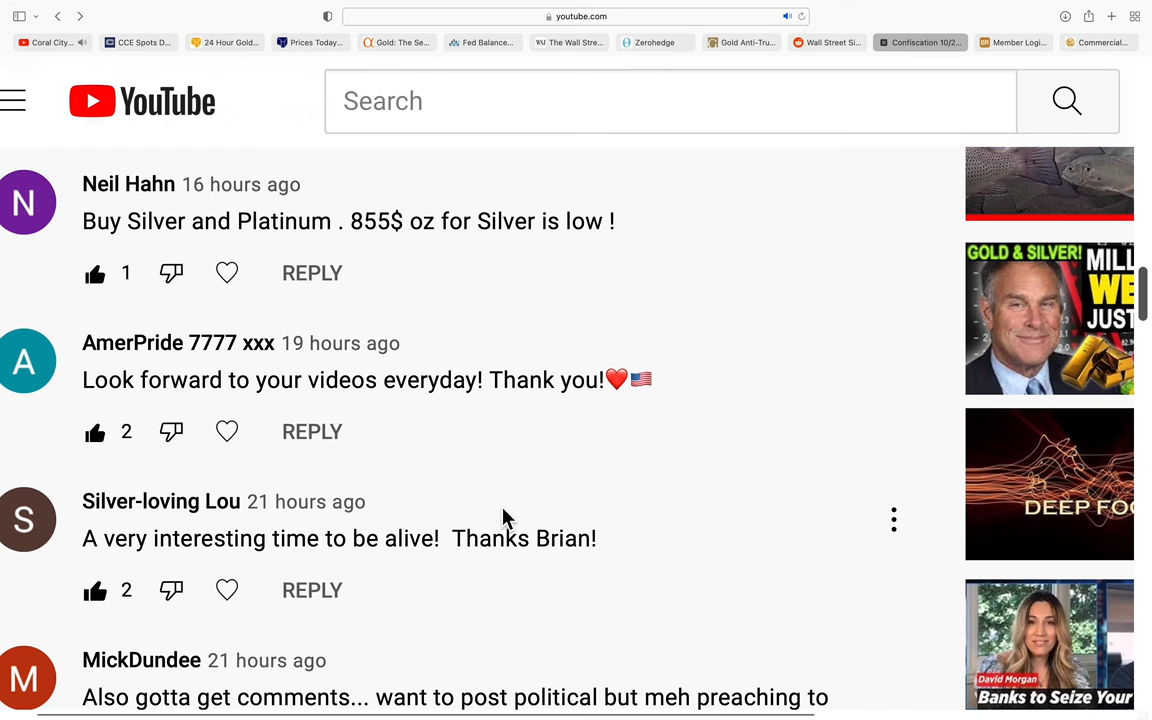 youtube.com
Coral City...
CCE Spots D...
24 Hour Gold...
Prices Today...
Gold: The Se...
Fed Balance...
WSJ The Wall Stre...
Zerohedge
Gold Anti-Tru...
Wall Street Si...
Confiscation 10/2...
BR Member Logi...
Commercial...
YouTube
Search
N
Neil Hahn 16 hours ago
Buy Silver and Platinum . 855$ oz for Silver is low !
1 REPLY
A
AmerPride 7777 xxx 19 hours ago
Look forward to your videos everyday! Thank you!❤️🇺🇸
2 REPLY
S
Silver-loving Lou 21 hours ago
A very interesting time to be alive!  Thanks Brian!
2 REPLY
M
MickDundee 21 hours ago
Also gotta get comments... want to post political but meh preaching to
GOLD & SILVER!
MILL
WE
JUST
DEEP FO
David Morgan
"Banks to Seize Your